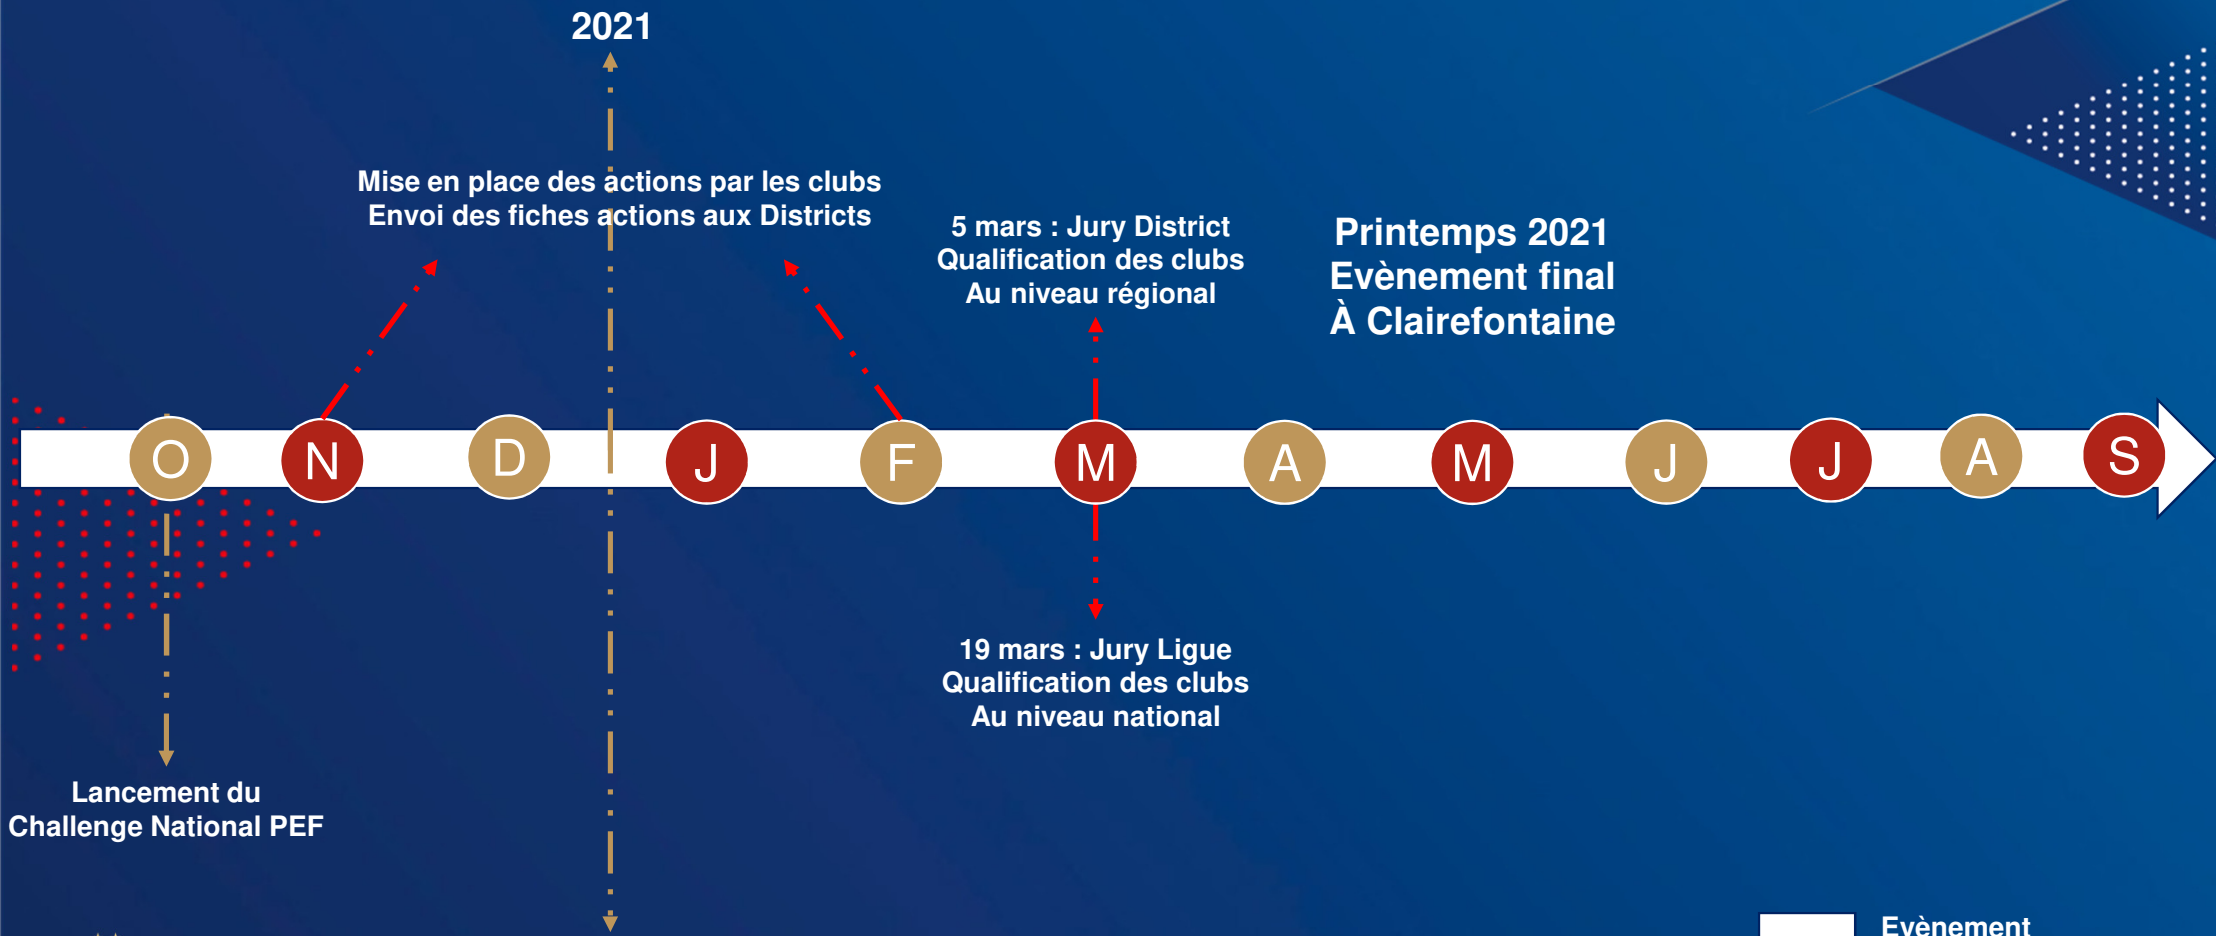 2021
Mise en place des actions par les clubs
Envoi des fiches actions aux Districts
5 mars : Jury District
Qualification des clubs
Au niveau régional
Printemps 2021
Evènement final
À Clairefontaine
O N D J F M A M J J A S
19 mars : Jury Ligue
Qualification des clubs
Au niveau national
Lancement du
Challenge National PEF
Evènement